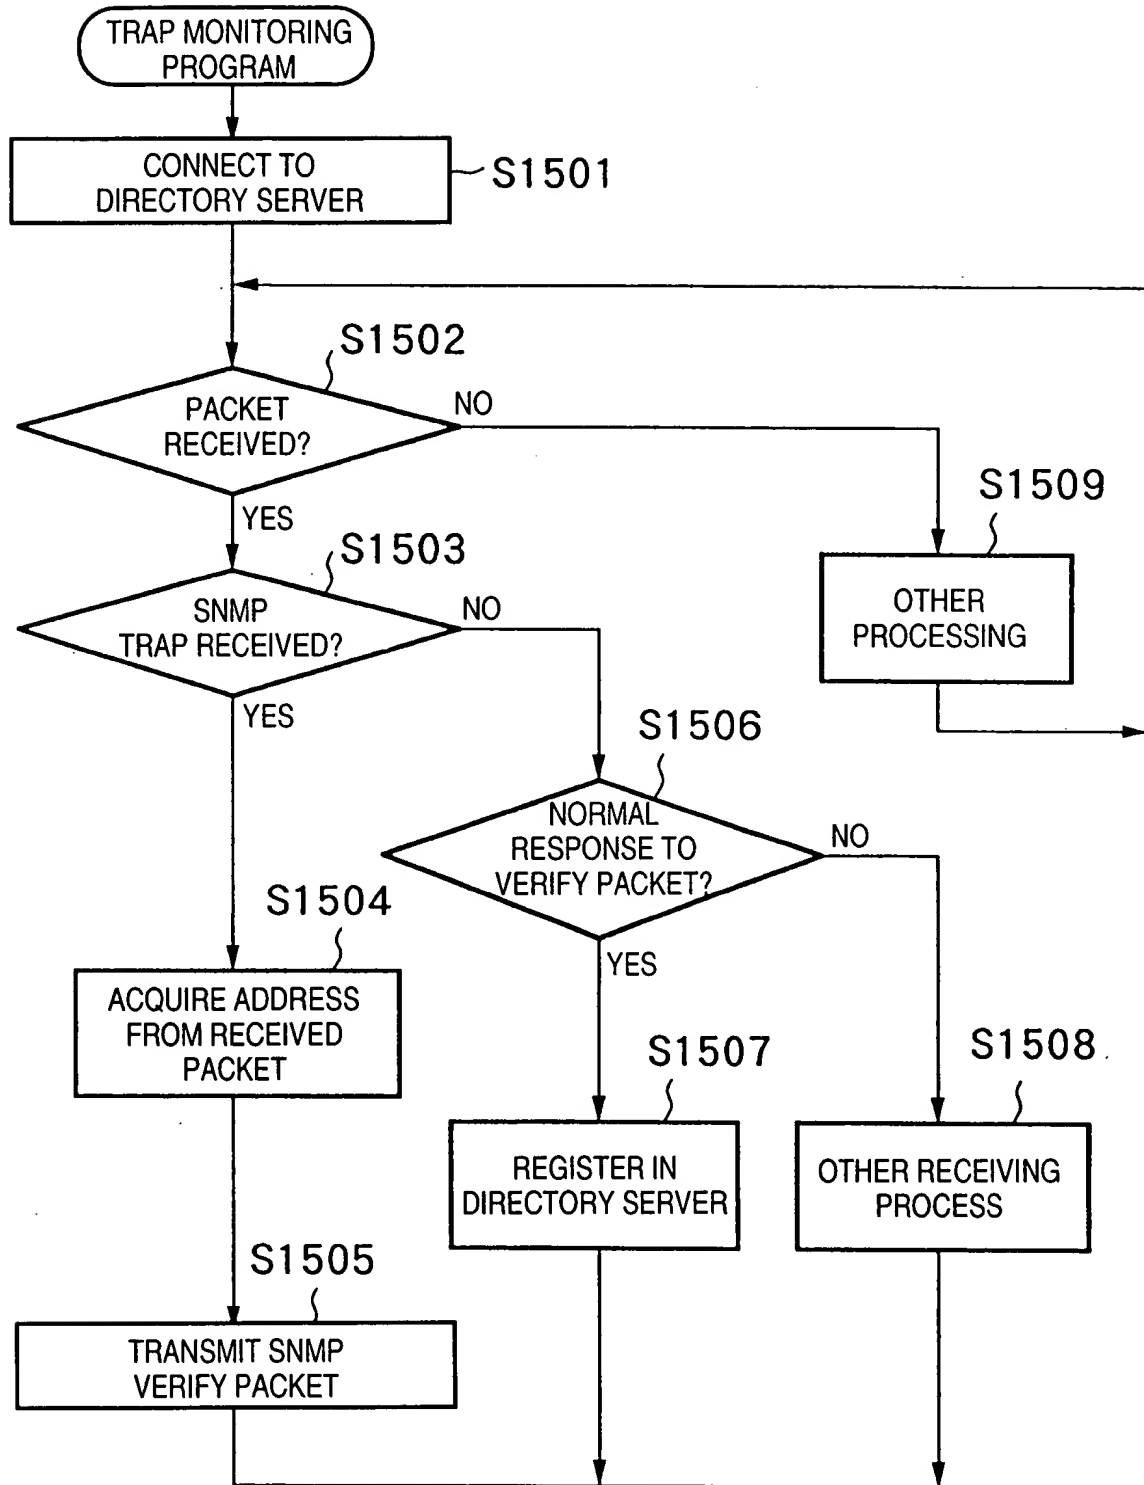 TRAP MONITORING
PROGRAM
CONNECT TO
DIRECTORY SERVER
S1501
S1502
PACKET
RECEIVED?
NO
YES
S1509
OTHER
PROCESSING
S1503
SNMP
TRAP RECEIVED?
NO
YES
S1506
NORMAL
RESPONSE TO
VERIFY PACKET?
NO
YES
S1504
ACQUIRE ADDRESS
FROM RECEIVED
PACKET
S1507
REGISTER IN
DIRECTORY SERVER
S1508
OTHER RECEIVING
PROCESS
S1505
TRANSMIT SNMP
VERIFY PACKET